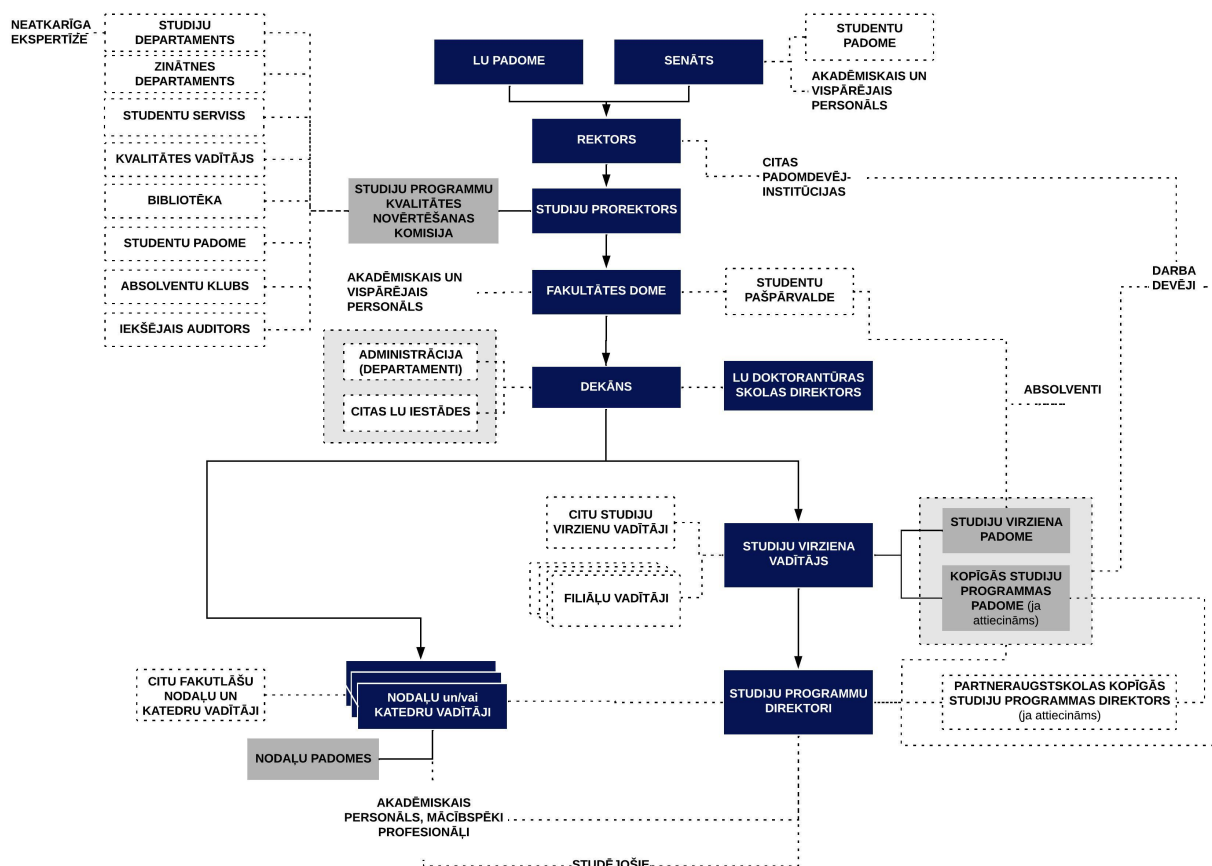 NEATKARĪGA
EKSPERTĪZE
STUDIJU
DEPARTAMENTS
ZINĀTNES
DEPARTAMENTS
STUDENTU SERVISS
KVALITĀTES VADĪTĀJS
BIBLIOTĒKA
STUDENTU PADOME
ABSOLVENTU KLUBS
IEKŠĒJAIS AUDITORS
LU PADOME
SENĀTS
STUDENTU
PADOME
AKADĒMISKAIS UN
VISPĀRĒJAIS
PERSONĀLS
REKTORS
CITAS
PADOMDEVĒJ-
INSTITŪCIJAS
STUDIJU PROGRAMMU
KVALITĀTES
NOVĒRTĒŠANAS
KOMISIJA
STUDIJU PROREKTORS
AKADĒMISKAIS UN
VISPĀRĒJAIS
PERSONĀLS
FAKULTĀTES DOME
STUDENTU
PAŠPĀRVALDE
DARBA
DEVĒJI
ADMINISTRĀCIJA
(DEPARTAMENTI)
CITAS LU IESTĀDES
DEKĀNS
LU DOKTORANTŪRAS
SKOLAS DIREKTORS
ABSOLVENTI
CITU STUDIJU
VIRZIENU VADĪTĀJI
FILIĀĻU VADĪTĀJI
STUDIJU VIRZIENA
VADĪTĀJS
STUDIJU VIRZIENA
PADOME
KOPĪGĀS STUDIJU
PROGRAMMAS
PADOME (ja
attiecināms)
CITU FAKUTLĀŠU
NODAĻU UN
KATEDRU VADĪTĀJI
NODAĻU un/vai
KATEDRU VADĪTĀJI
STUDIJU PROGRAMMU
DIREKTORI
PARTNERAUGSTSKOLAS KOPĪGĀS
STUDIJU PROGRAMMAS DIREKTORS
(ja attiecināms)
NODAĻU PADOMES
AKADĒMISKAIS
PERSONĀLS, MĀCĪBSPĒKI
PROFESIONĀĻI
STUDĒJOŠIE